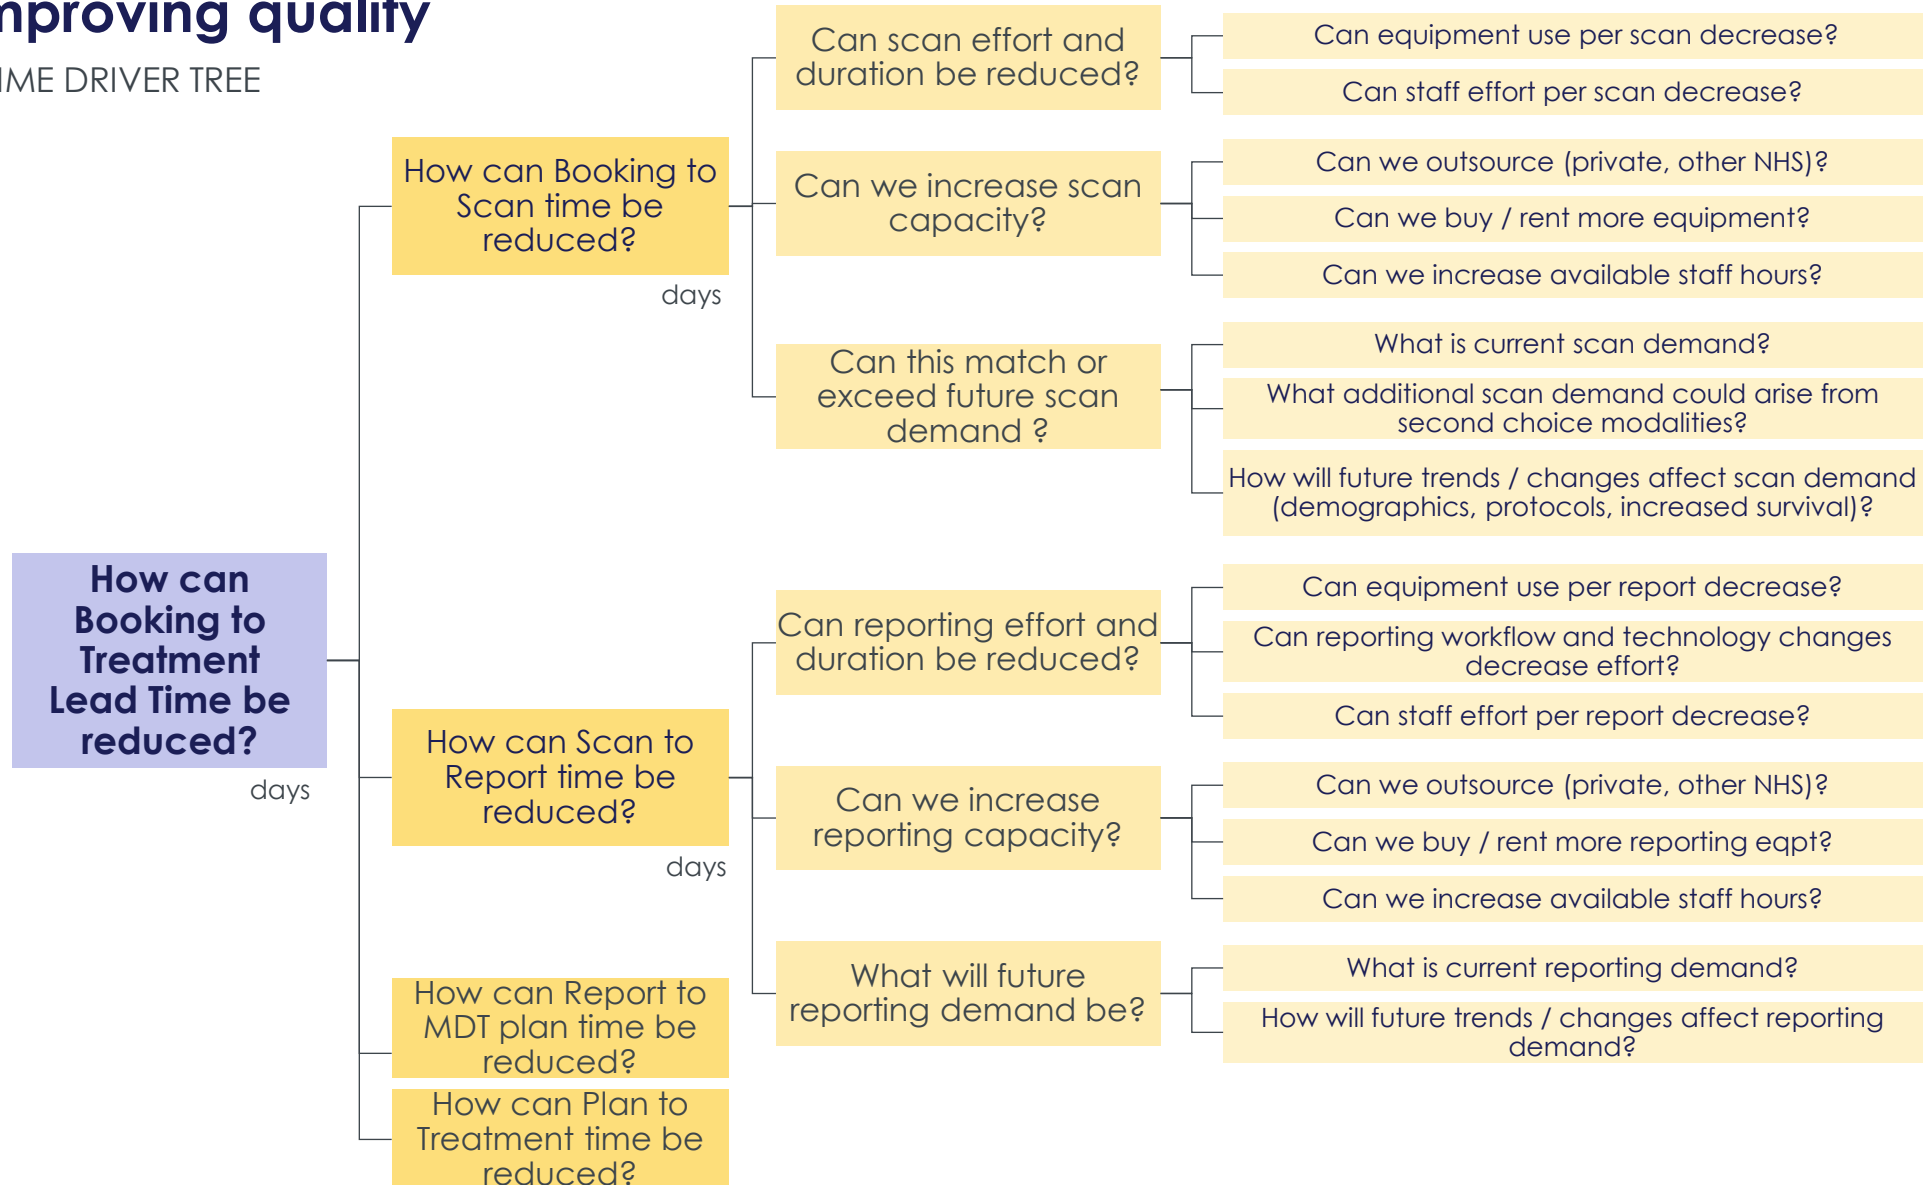 mproving quality
IME DRIVER TREE
How can
Booking to
Treatment
Lead Time be
reduced?
days
How can Booking to
Scan time be
reduced?
days
Can scan effort and
duration be reduced?
Can equipment use per scan decrease?
Can staff effort per scan decrease?
Can we increase scan
capacity?
Can we outsource (private, other NHS)?
Can we buy / rent more equipment?
Can we increase available staff hours?
Can this match or
exceed future scan
demand ?
What is current scan demand?
What additional scan demand could arise from
second choice modalities?
How will future trends / changes affect scan demand
(demographics, protocols, increased survival)?
How can Scan to
Report time be
reduced?
days
Can reporting effort and
duration be reduced?
Can equipment use per report decrease?
Can reporting workflow and technology changes
decrease effort?
Can staff effort per report decrease?
Can we increase
reporting capacity?
Can we outsource (private, other NHS)?
Can we buy / rent more reporting eqpt?
Can we increase available staff hours?
What will future
reporting demand be?
What is current reporting demand?
How will future trends / changes affect reporting
demand?
How can Report to
MDT plan time be
reduced?
How can Plan to
Treatment time be
reduced?